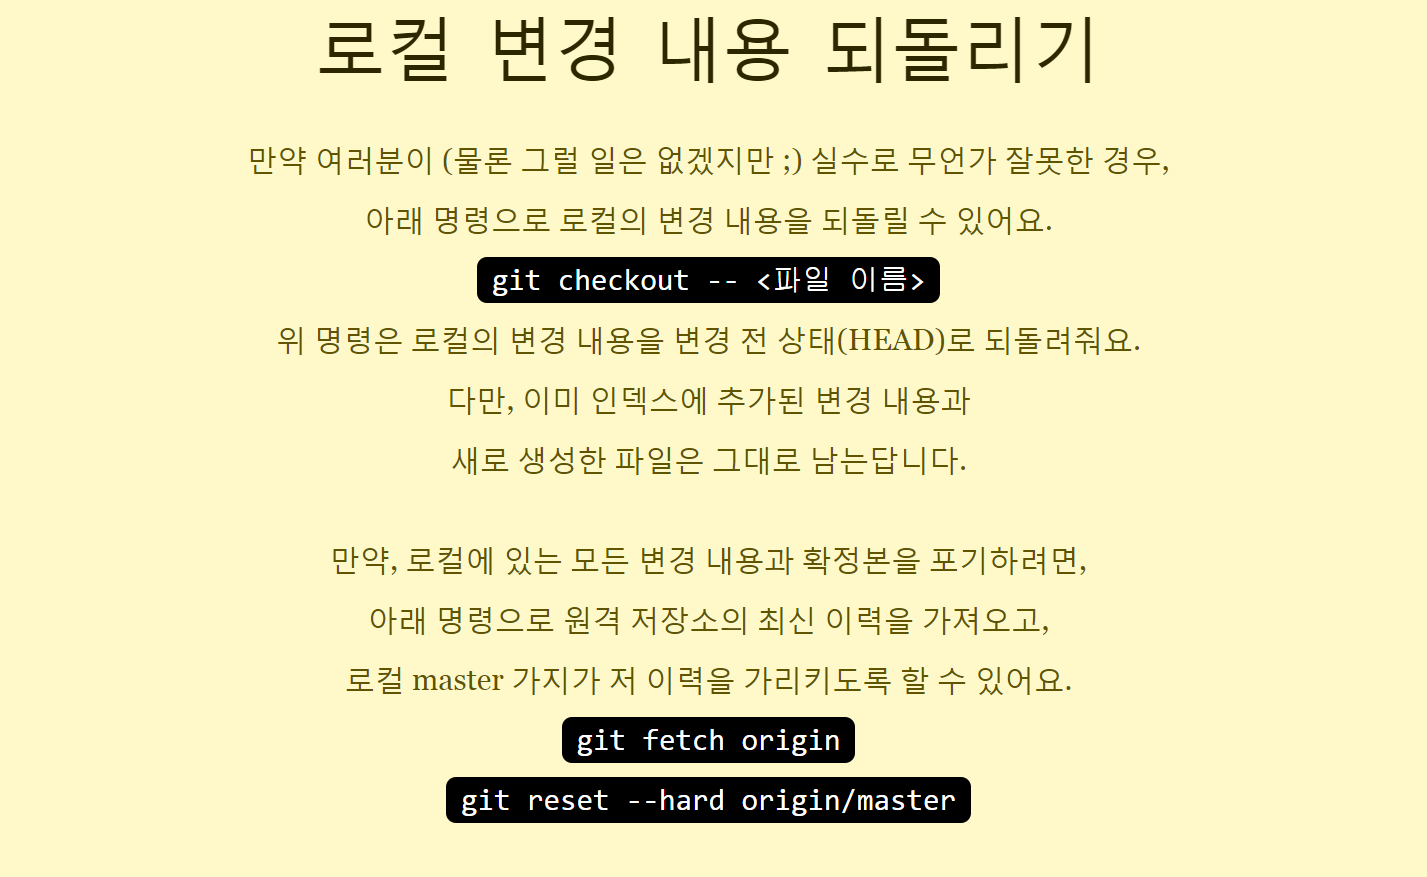 로컬 변경 내용 되돌리기
만약 여러분이 (물론 그럴 일은 없겠지만 ;) 실수로 무언가 잘못한 경우,
아래 명령으로 로컬의 변경 내용을 되돌릴 수 있어요.
git checkout -- <파일 이름>
위 명령은 로컬의 변경 내용을 변경 전 상태(HEAD)로 되돌려줘요.
다만, 이미 인덱스에 추가된 변경 내용과
새로 생성한 파일은 그대로 남는답니다.
만약, 로컬에 있는 모든 변경 내용과 확정본을 포기하려면,
아래 명령으로 원격 저장소의 최신 이력을 가져오고,
로컬 master 가지가 저 이력을 가리키도록 할 수 있어요.
git fetch origin
git reset --hard origin/master